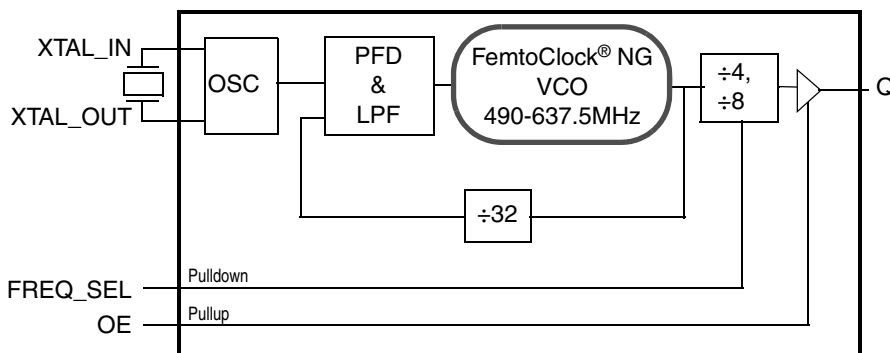 XTAL_IN
XTAL_OUT
OSC
PFD
&
LPF
FemtoClock® NG
VCO
490-637.5MHz
÷4,
÷8
Q
÷32
FREQ_SEL
Pulldown
OE
Pullup